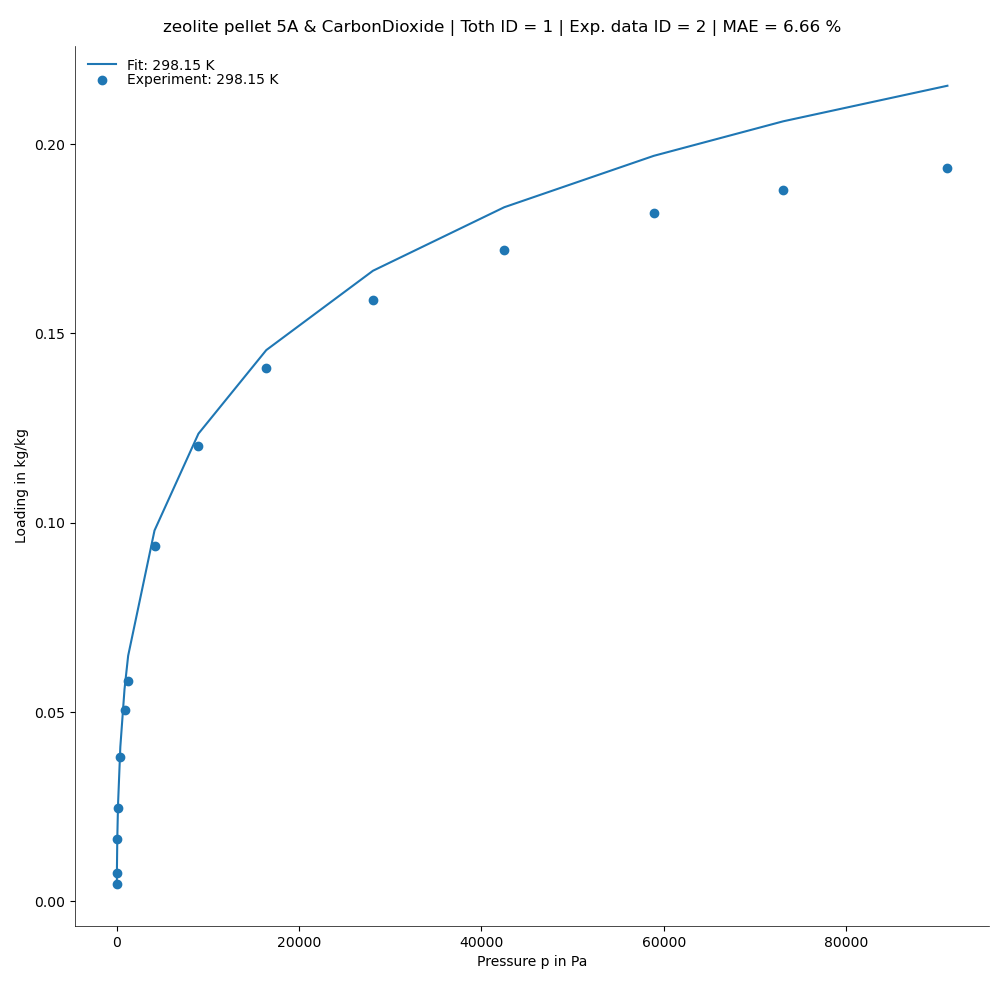 zeolite pellet 5A & CarbonDioxide | Toth ID = 1 | Exp. data ID = 2 | MAE = 6.66 %
Fit: 298.15 K
Experiment: 298.15 K
0.20
0.15
0.10
0.05
0.00
Loading in kg/kg
0 20000 40000 60000 80000
Pressure p in Pa